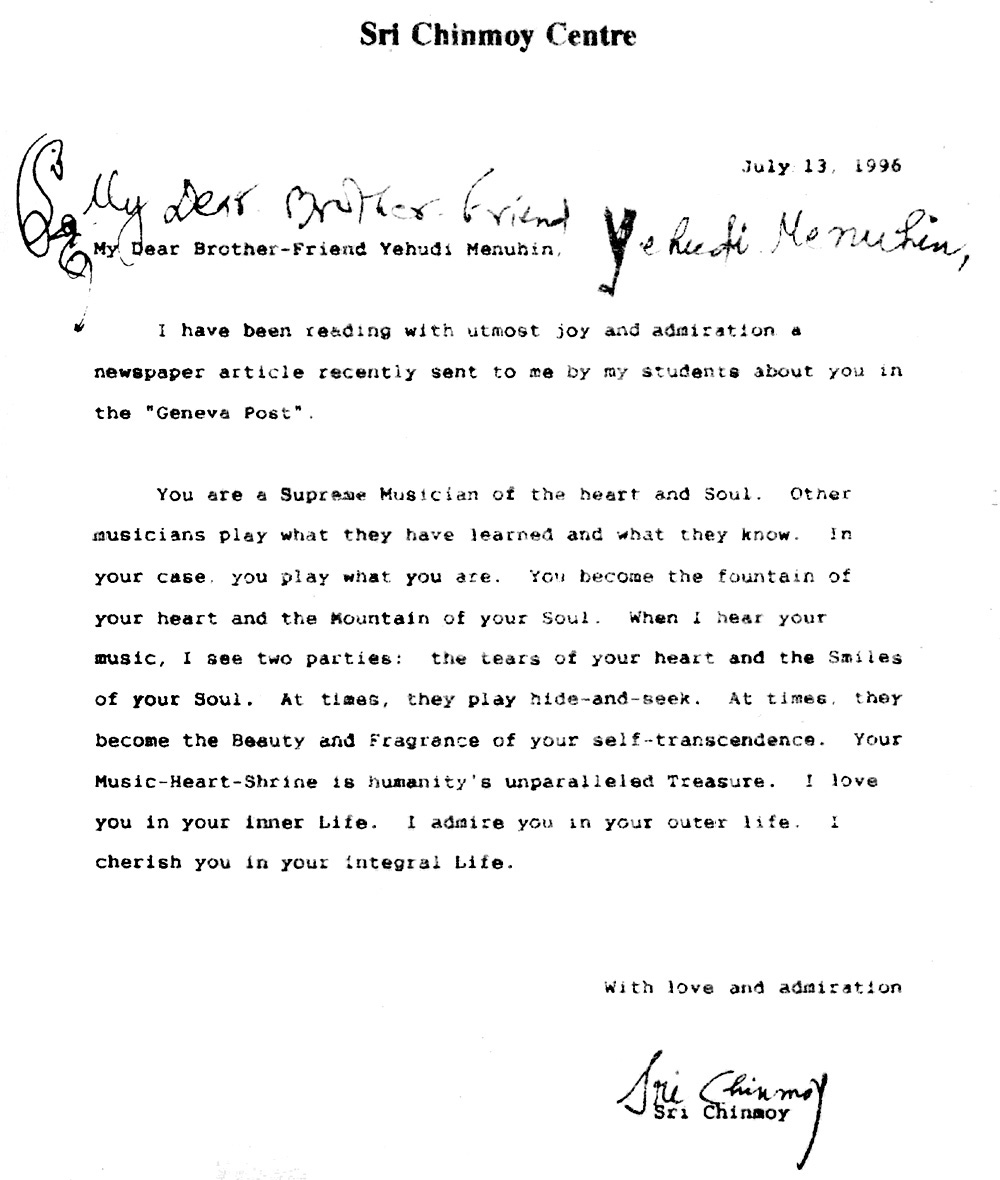 Sri Chinmoy Centre
July 13, 1996
My Dear Brother-Friend Yehudi Menuhin,
My Dear Brother-Friend Yehudi Menuhin,
I have been reading with utmost joy and admiration a
newspaper article recently sent to me by my students about you in
the "Geneva Post".
You are a Supreme Musician of the heart and Soul. Other
musicians play what they have learned and what they know. In
your case, you play what you are. You become the fountain of
your heart and the Mountain of your Soul. When I hear your
music, I see two parties: the tears of your heart and the Smiles
of your Soul. At times, they play hide-and-seek. At times, they
become the Beauty and Fragrance of your self-transcendence. Your
Music-Heart-Shrine is humanity's unparalleled Treasure. I love
you in your inner Life. I admire you in your outer life. I
cherish you in your integral Life.
With love and admiration
Sri Chinmoy
Sri Chinmoy